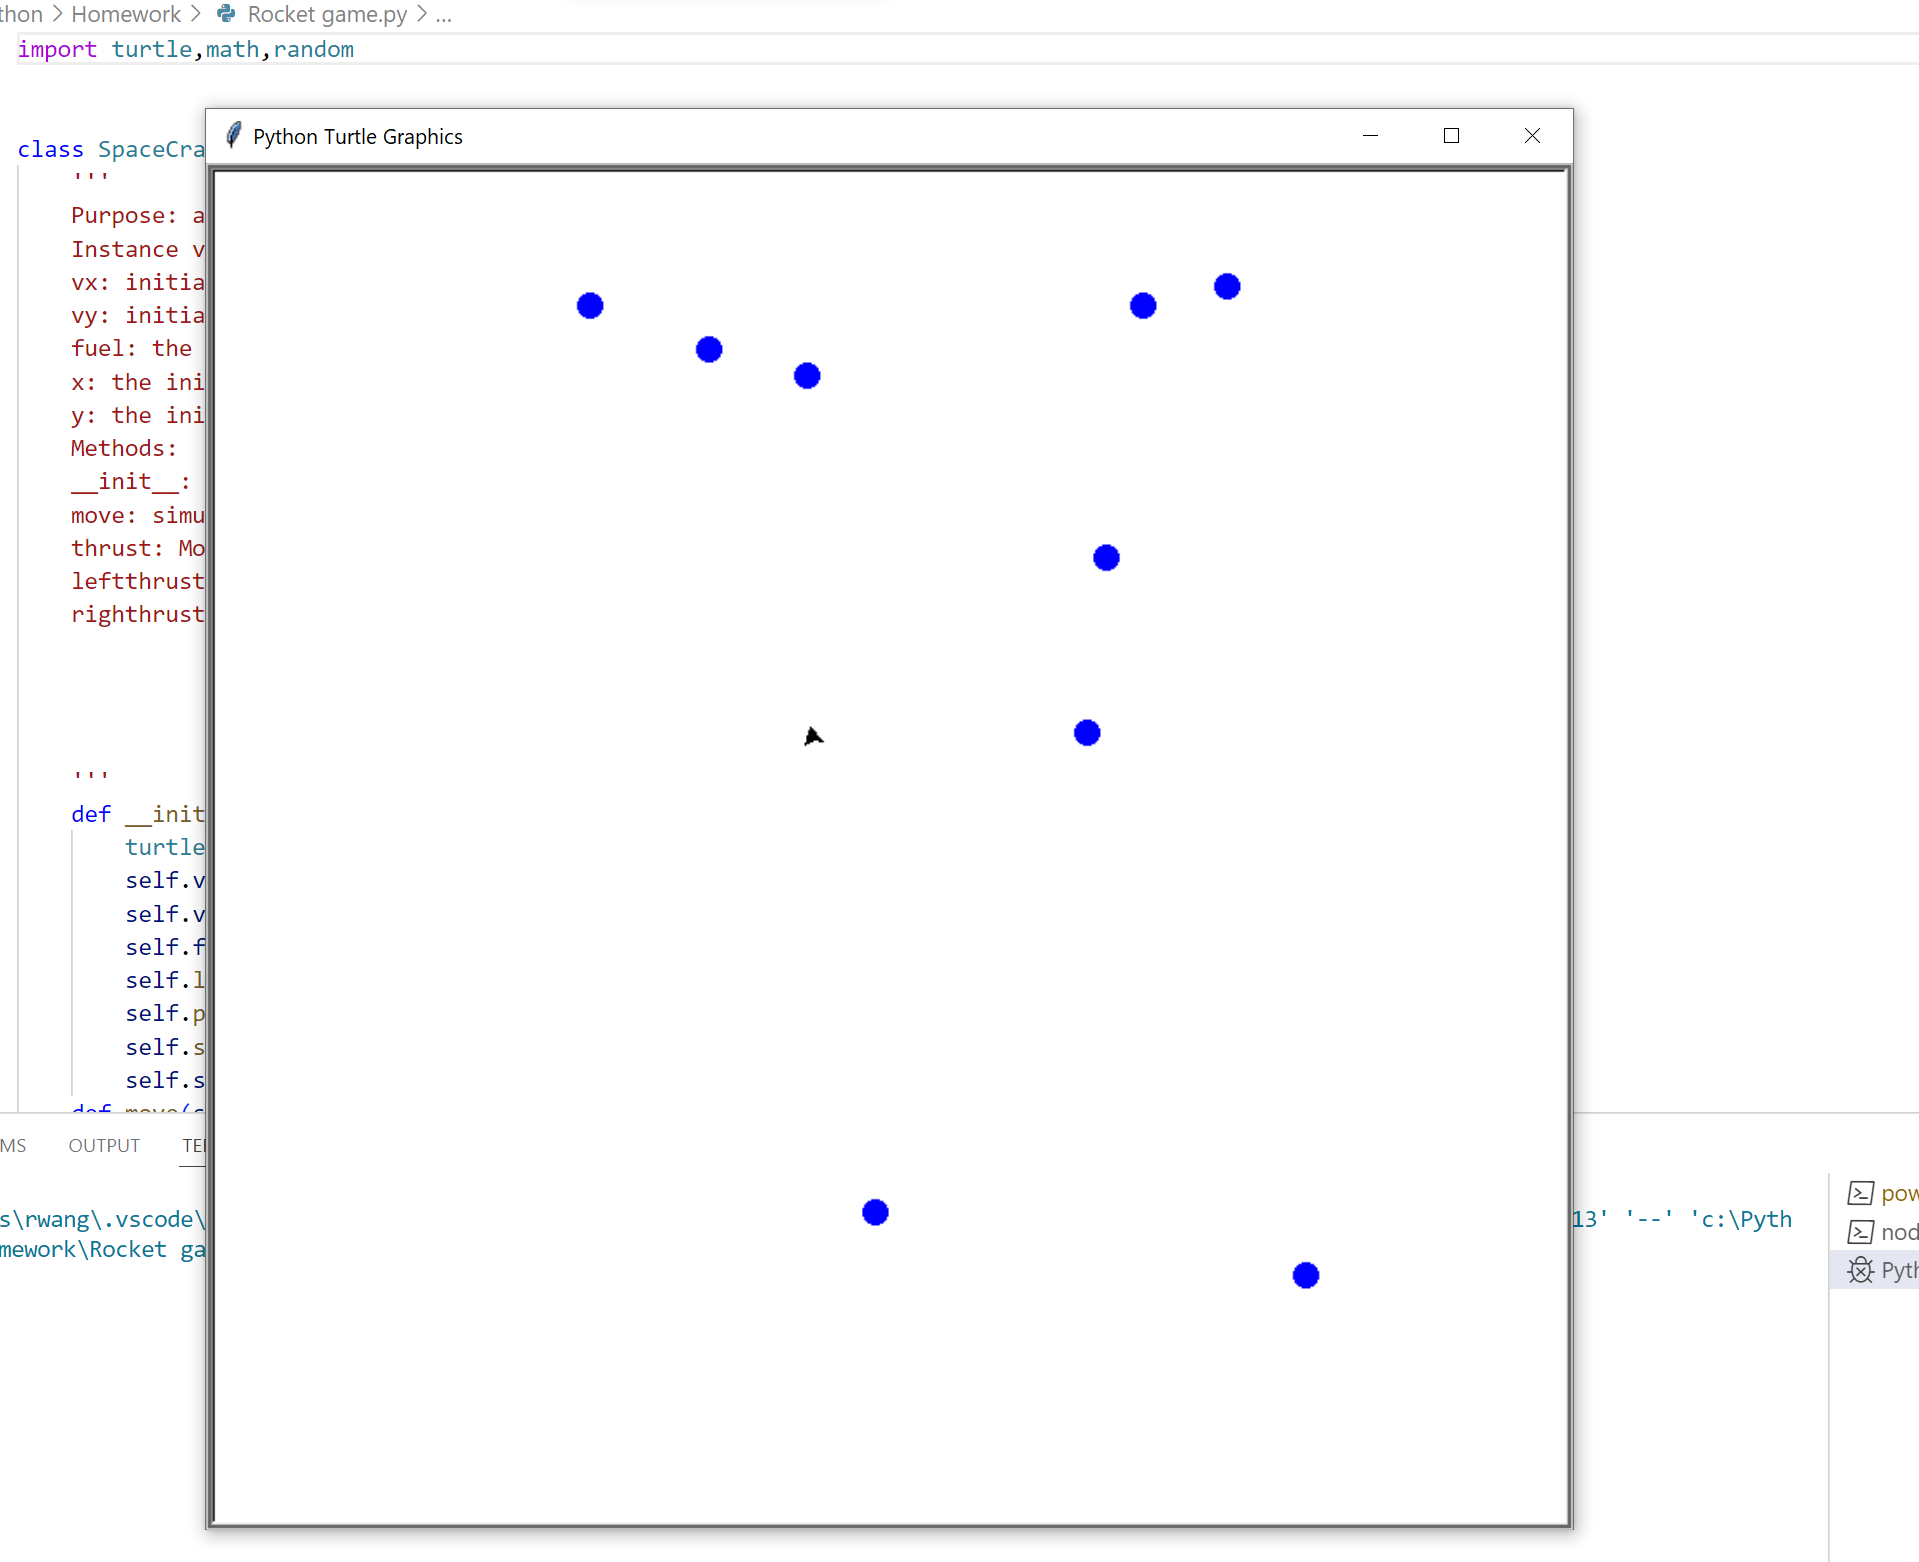 thon > Homework > Rocket game.py > ...
import turtle,math,random
Python Turtle Graphics
class SpaceCra
'''
Purpose: a
Instance v
vx: initia
vy: initia
fuel: the
x: the ini
y: the ini
Methods:
__init__:
move: simu
thrust: Mo
leftthrust
righthrust
'''
def __init
turtle
self.v
self.v
self.f
self.l
self.p
self.s
self.s
def move(s
MS OUTPUT TE
s\rwang\.vscode\ 13' '--' 'c:\Pyth
mework\Rocket ga
pow
nod
Pyth